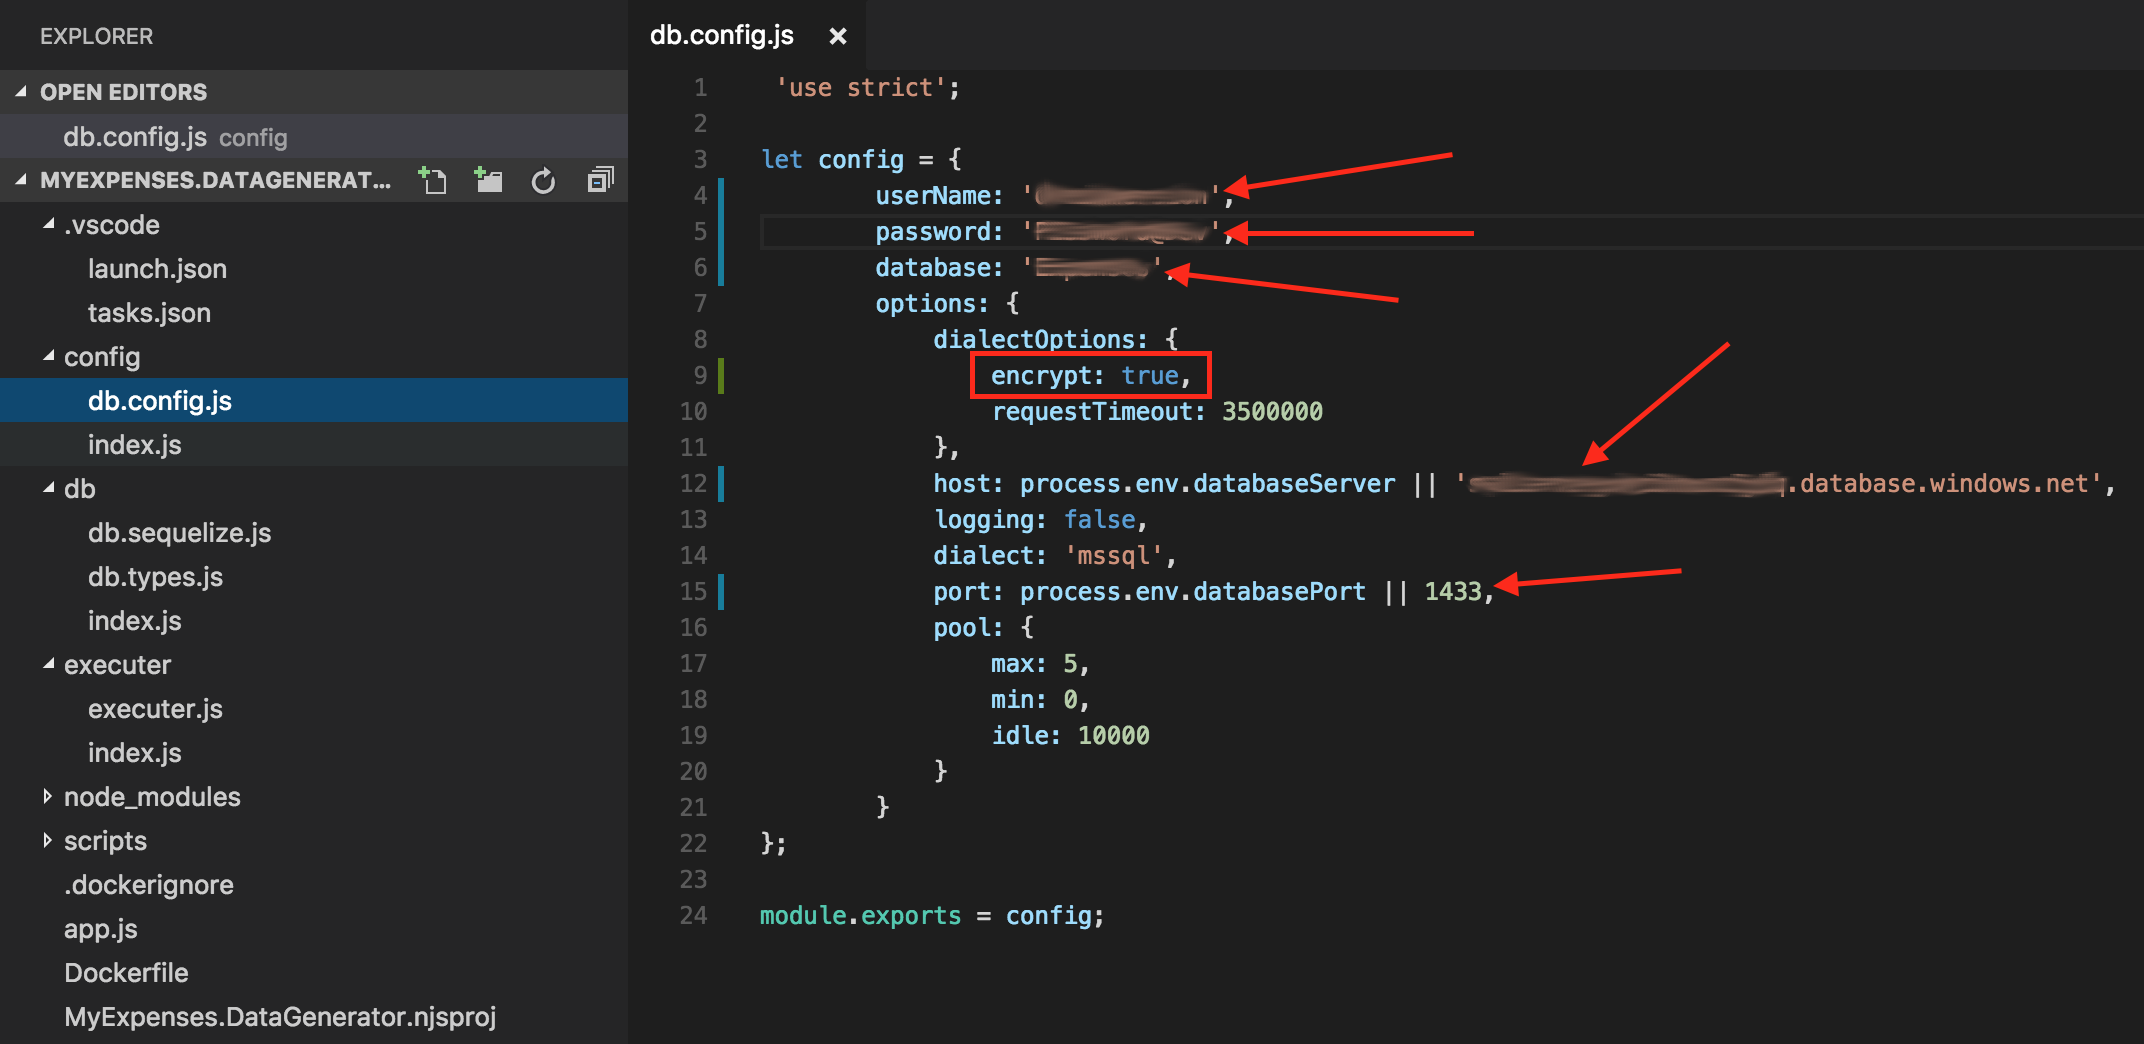 EXPLORER
OPEN EDITORS
db.config.js config
MYEXPENSES.DATAGENERAT...
.vscode
launch.json
tasks.json
config
db.config.js
index.js
db
db.sequelize.js
db.types.js
index.js
executer
executer.js
index.js
node_modules
scripts
.dockerignore
app.js
Dockerfile
MyExpenses.DataGenerator.njsproj
db.config.js
1 'use strict';
2
3 let config = {
4 userName: '',
5 password: '',
6 database: '',
7 options: {
8 dialectOptions: {
9 encrypt: true,
10 requestTimeout: 3500000
11 },
12 host: process.env.databaseServer || '.database.windows.net',
13 logging: false,
14 dialect: 'mssql',
15 port: process.env.databasePort || 1433,
16 pool: {
17 max: 5,
18 min: 0,
19 idle: 10000
20 }
21 }
22 };
23
24 module.exports = config;